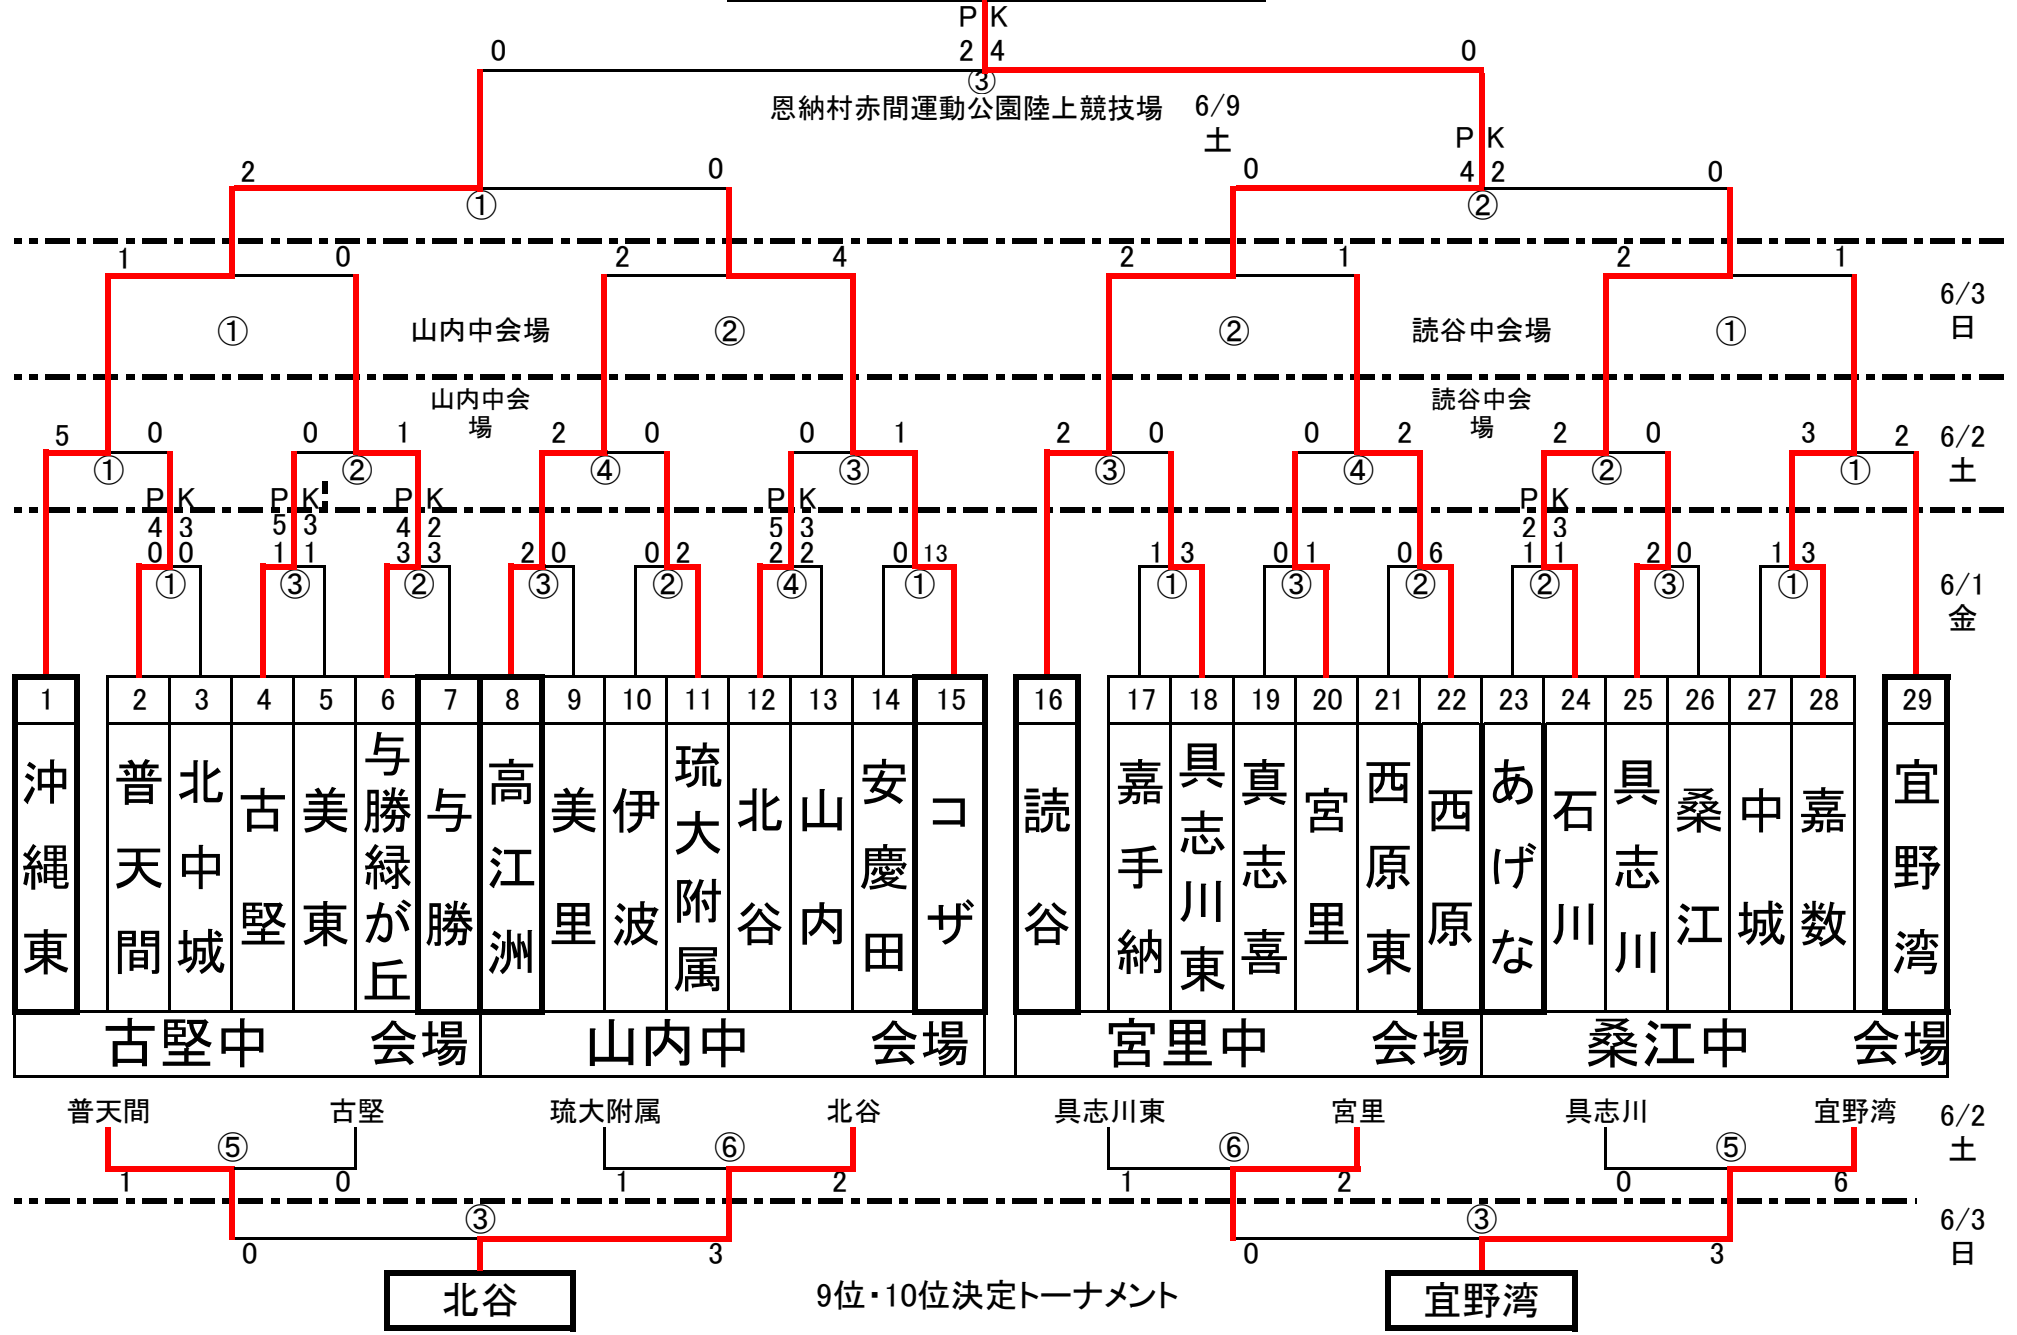 P K
0 2 4 0
③
恩納村赤間運動公園陸上競技場 6/9
土
P K
2 0 0 4 2 0
① ②
1 0 2 4 2 1 2 1
6/3
日
① 山内中会場 ② ② 読谷中会場 ①
山内中会
場
読谷中会
場
5 0 0 1 2 0 0 1 2 0 0 2 2 0 3 2
6/2
土
① ② ④ ③ ③ ④ ② ①
P K P K P K P K P K
4 3 5 3 4 2 5 3 2 3
0 0 1 1 3 3 2 0 0 2 2 2 0 13 1 3 0 1 0 6 1 1 2 0 1 3
① ③ ② ③ ② ④ ① ① ③ ② ② ③ ①
6/1
金
1 2 3 4 5 6 7 8 9 10 11 12 13 14 15 16 17 18 19 20 21 22 23 24 25 26 27 28 29
沖縄東
普天間
北中城
古堅
美東
与勝緑が丘
与勝
高江洲
美里
伊波
琉大附属
北谷
山内
安慶田
コザ
読谷
嘉手納
具志川東
真志喜
宮里
西原東
西原
あげな
石川
具志川
桑江
中城
嘉数
宜野湾
古堅中 会場 山内中 会場 宮里中 会場 桑江中 会場
普天間 古堅 琉大附属 北谷 具志川東 宮里 具志川 宜野湾
6/2
土
⑤ ⑥ ⑥ ⑤
1 0 1 2 1 2 0 6
③ ③
6/3
日
0 3 0 3
北谷 9位・10位決定トーナメント 宜野湾